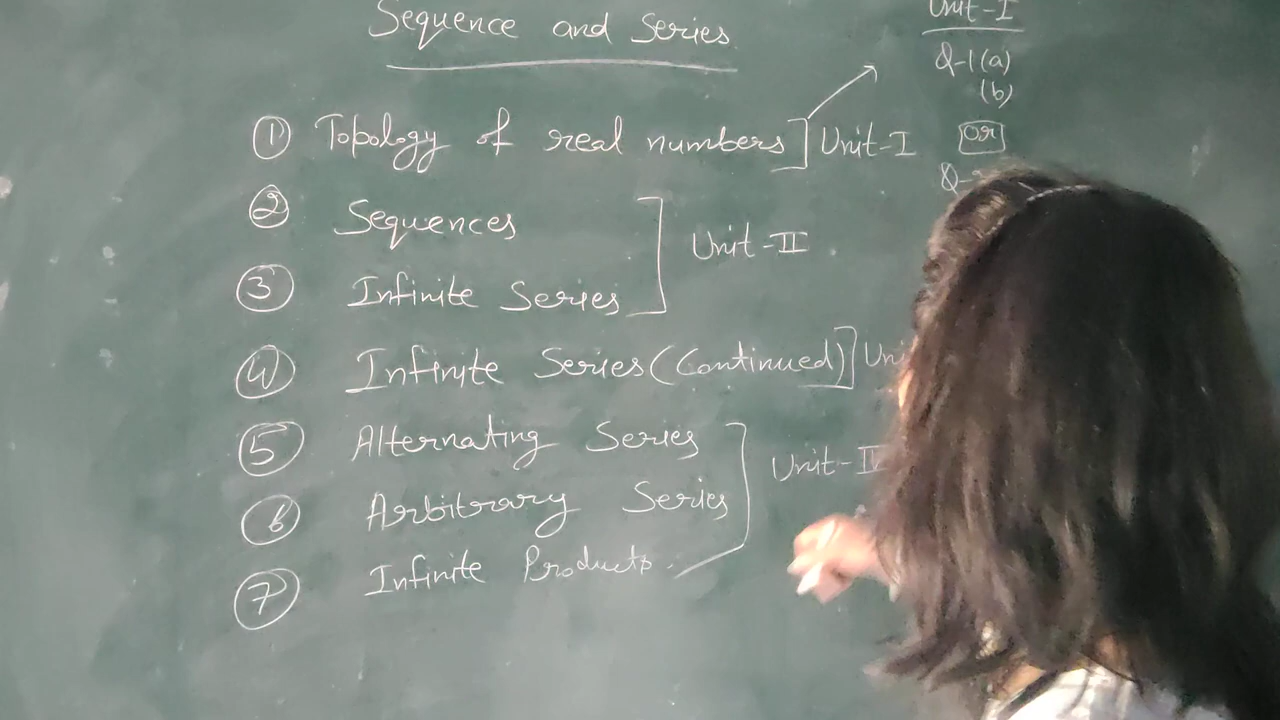 Sequence and Series
① Topology of real numbers] Unit-I
② Sequences
③ Infinite Series
Unit-II
④ Infinite Series (Continued)]
⑤ Alternating Series
⑥ Arbitrary Series
⑦ Infinite Products.
Unit-I
Q-1(a)
(b)
or